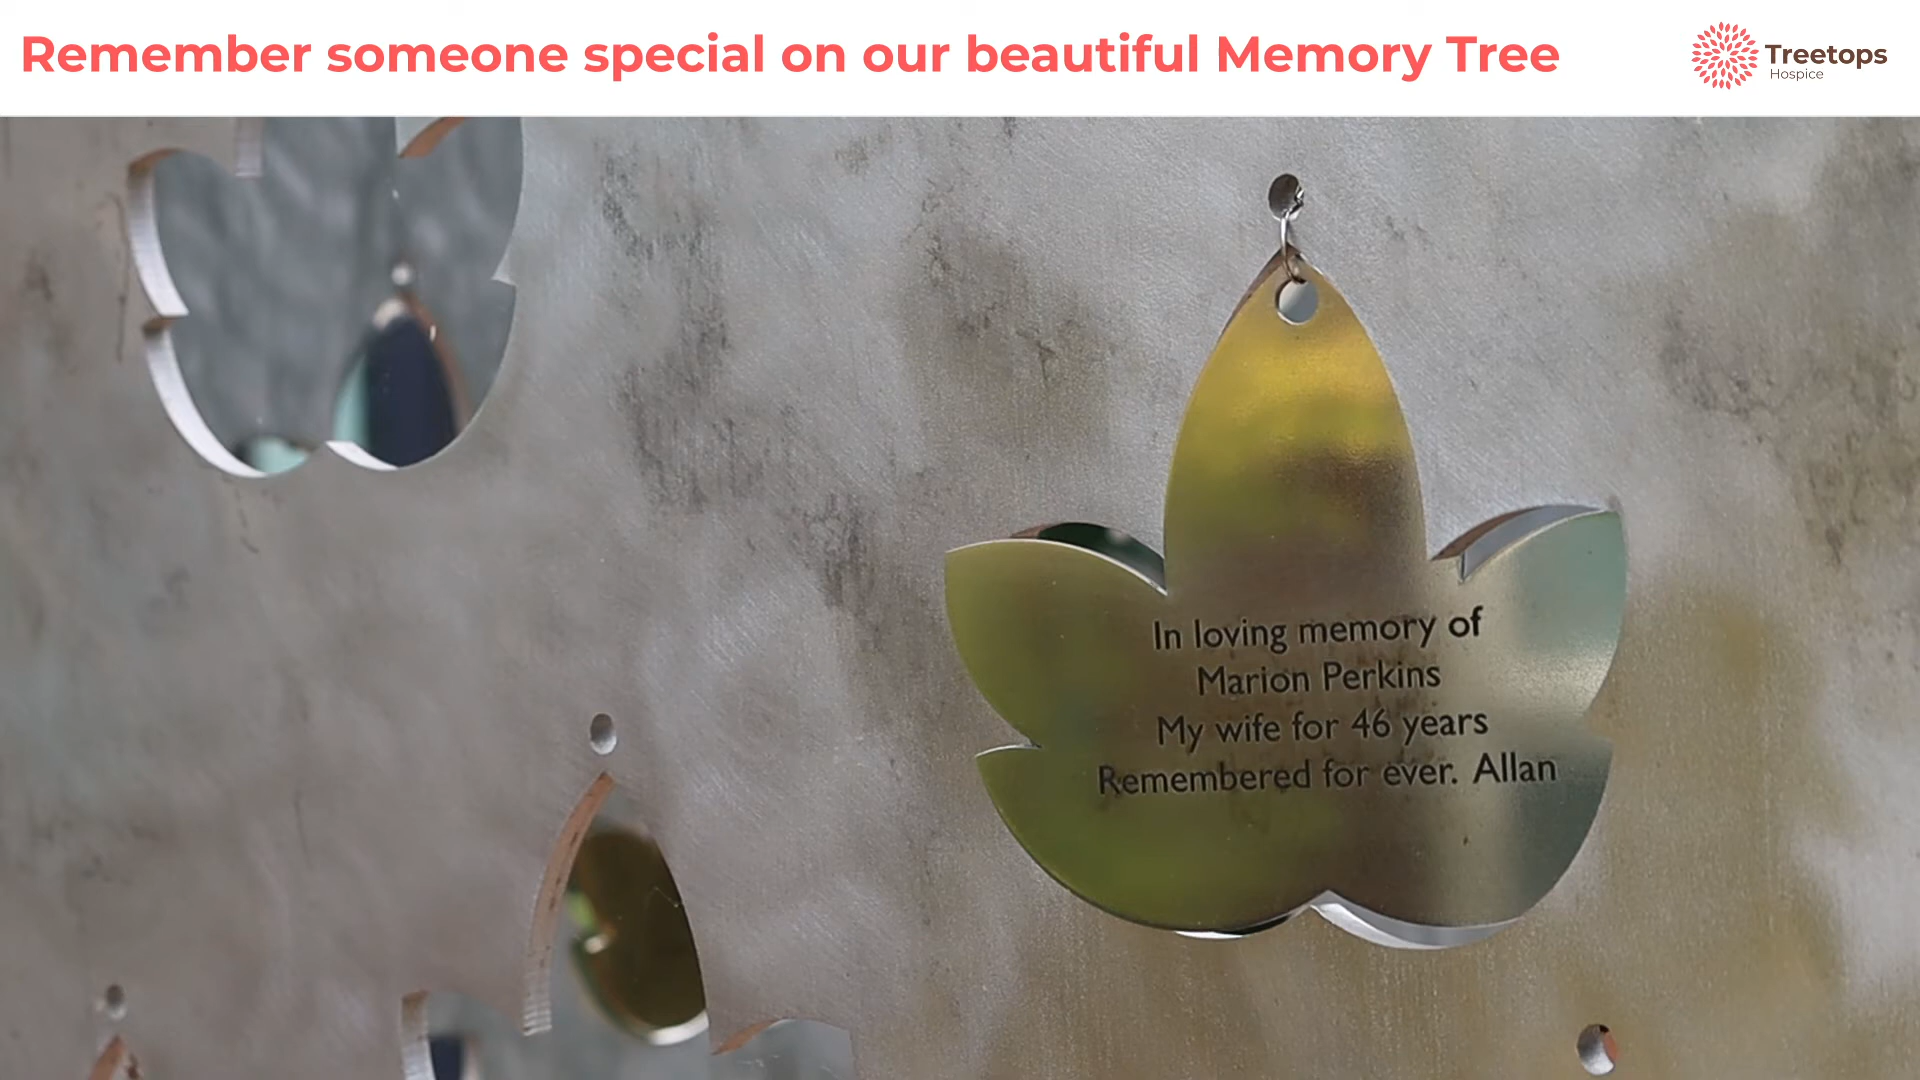 Remember someone special on our beautiful Memory Tree
Treetops
Hospice
In loving memory of
Marion Perkins
My wife for 46 years
Remembered for ever. Allan